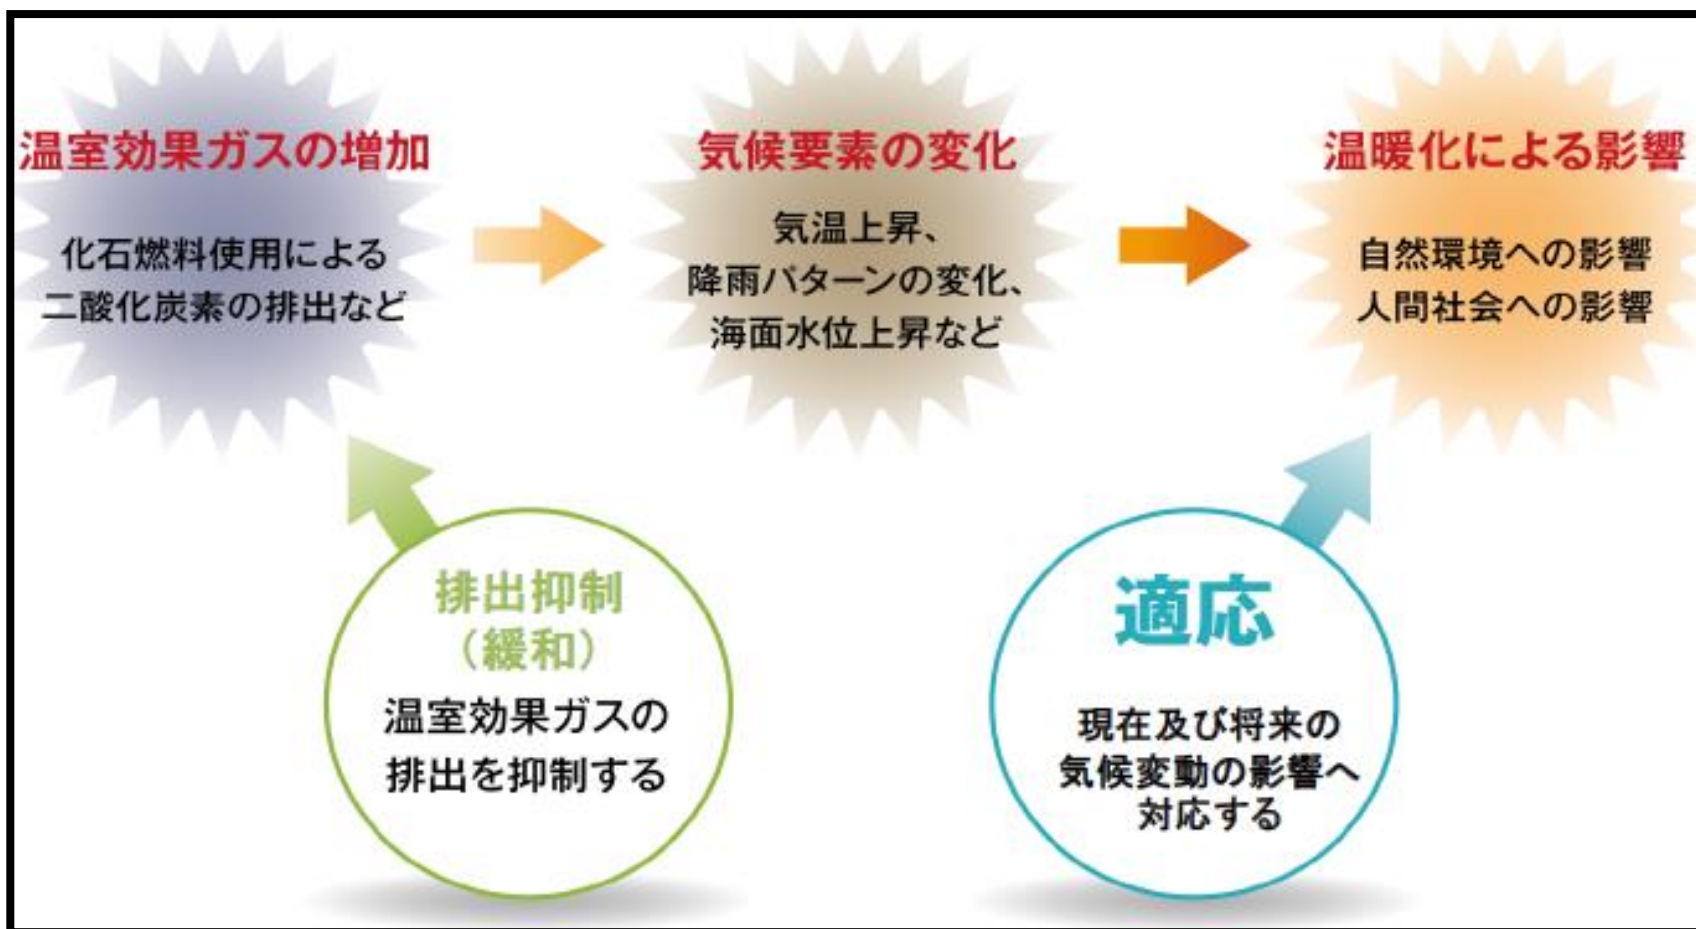 温室効果ガスの増加
化石燃料使用による
二酸化炭素の排出など
気候要素の変化
気温上昇、
降雨パターンの変化、
海面水位上昇など
温暖化による影響
自然環境への影響
人間社会への影響
排出抑制
（緩和）
温室効果ガスの
排出を抑制する
適応
現在及び将来の
気候変動の影響へ
対応する